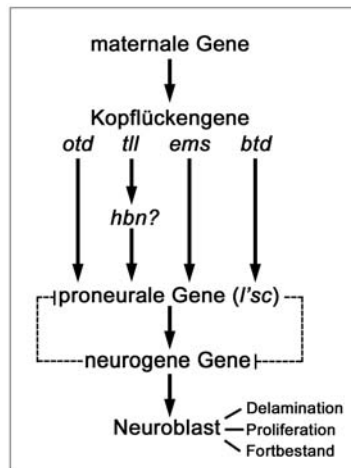 maternale Gene
Kopflückengene
otd tll ems btd
hbn?
proneurale Gene (l'sc)
neurogene Gene
Delamination
Neuroblast Proliferation
Fortbestand